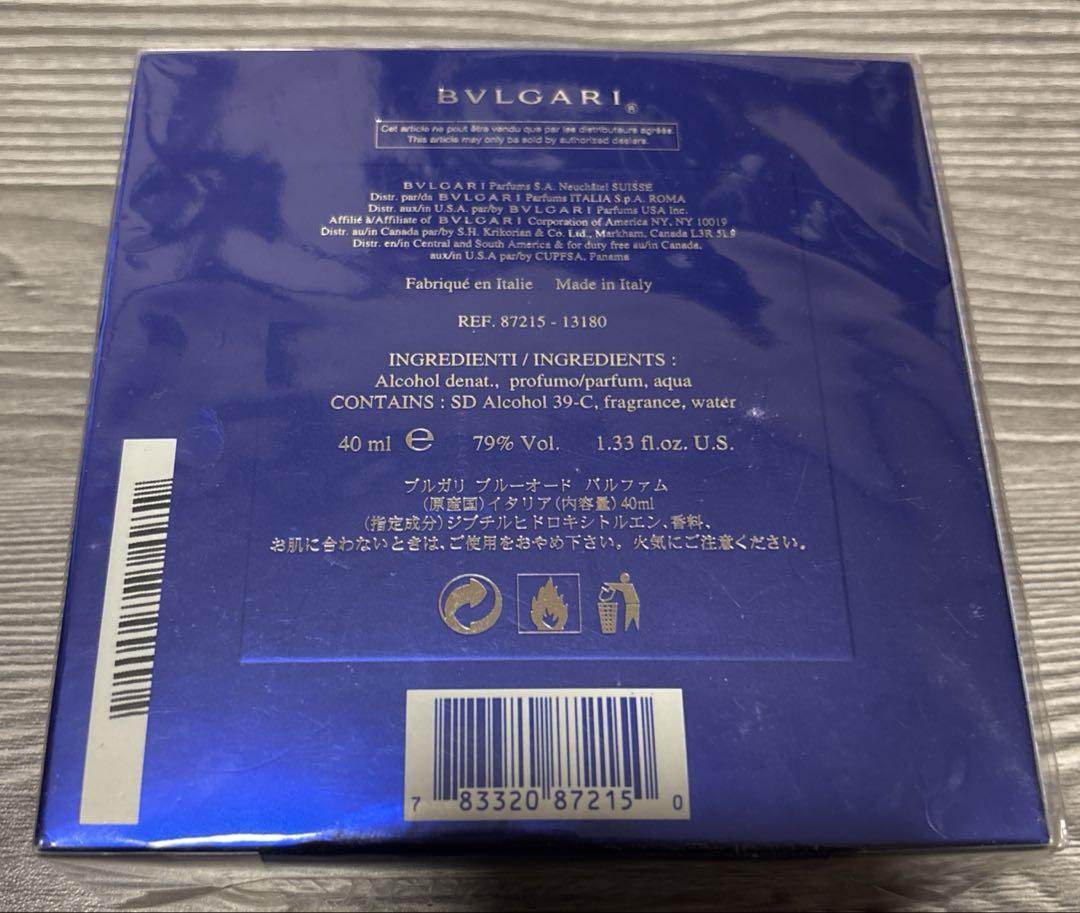 BVLGARI®
Cet article ne peut être vendu que par les distributeurs agréés.
This article may only be sold by authorized dealers.
BVLGARI Parfums S.A. Neuchâtel SUISSE
Distr. par/da BVLGARI Parfums ITALIA S.p.A. ROMA
Distr. aux/in U.S.A. par/by BVLGARI Parfums USA Inc.
Affilié à/Affiliate of BVLGARI Corporation of America NY, NY 10019
Distr. au/in Canada par/by S.H. Krikorian & Co. Ltd., Markham, Canada L3R 5L9
Distr. en/in Central and South America & for duty free au/in Canada,
aux/in U.S.A par/by CUPFSA, Panama
Fabriqué en Italie Made in Italy
REF. 87215 - 13180
INGREDIENTI / INGREDIENTS :
Alcohol denat., profumo/parfum, aqua
CONTAINS : SD Alcohol 39-C, fragrance, water
40 ml ℮ 79% Vol. 1.33 fl.oz. U.S.
ブルガリ ブルーオード パルファム
(原産国)イタリア(内容量)40ml
(指定成分)ジブチルヒドロキシトルエン、香料、
お肌に合わないときは、ご使用をおやめ下さい。火気にご注意ください。
7 83320 87215 0